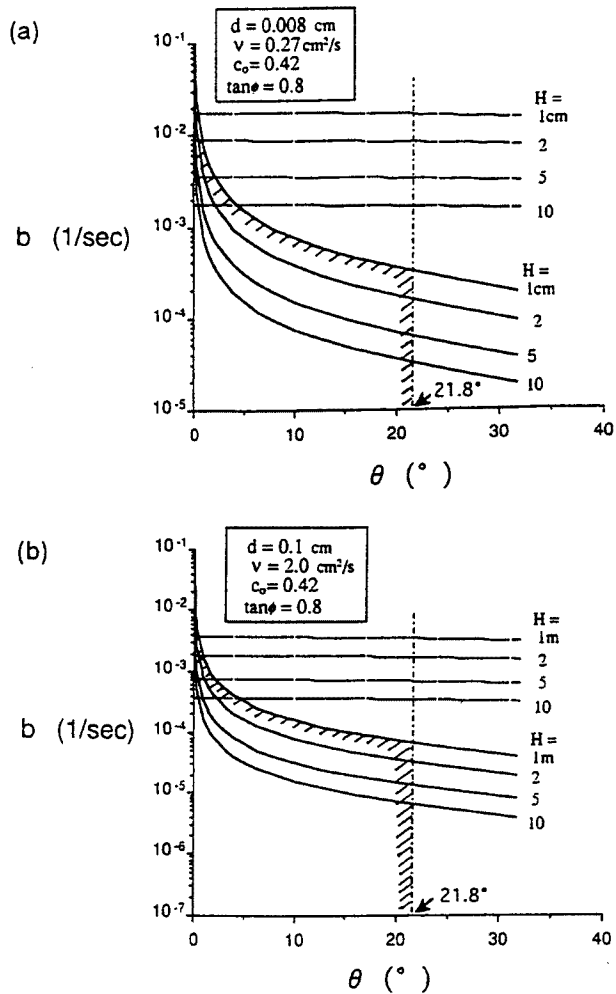 (a)
d = 0.008 cm
ν = 0.27 cm²/s
c₀ = 0.42
tanφ = 0.8
10⁻¹
10⁻²
10⁻³
10⁻⁴
10⁻⁵
b (1/sec)
H =
1cm
2
5
10
H =
1cm
2
5
10
21.8°
0
10
20
30
40
θ (°)
(b)
d = 0.1 cm
ν = 2.0 cm²/s
c₀ = 0.42
tanφ = 0.8
10⁻¹
10⁻²
10⁻³
10⁻⁴
10⁻⁵
10⁻⁶
10⁻⁷
b (1/sec)
H =
1m
2
5
10
H =
1m
2
5
10
21.8°
0
10
20
30
40
θ (°)